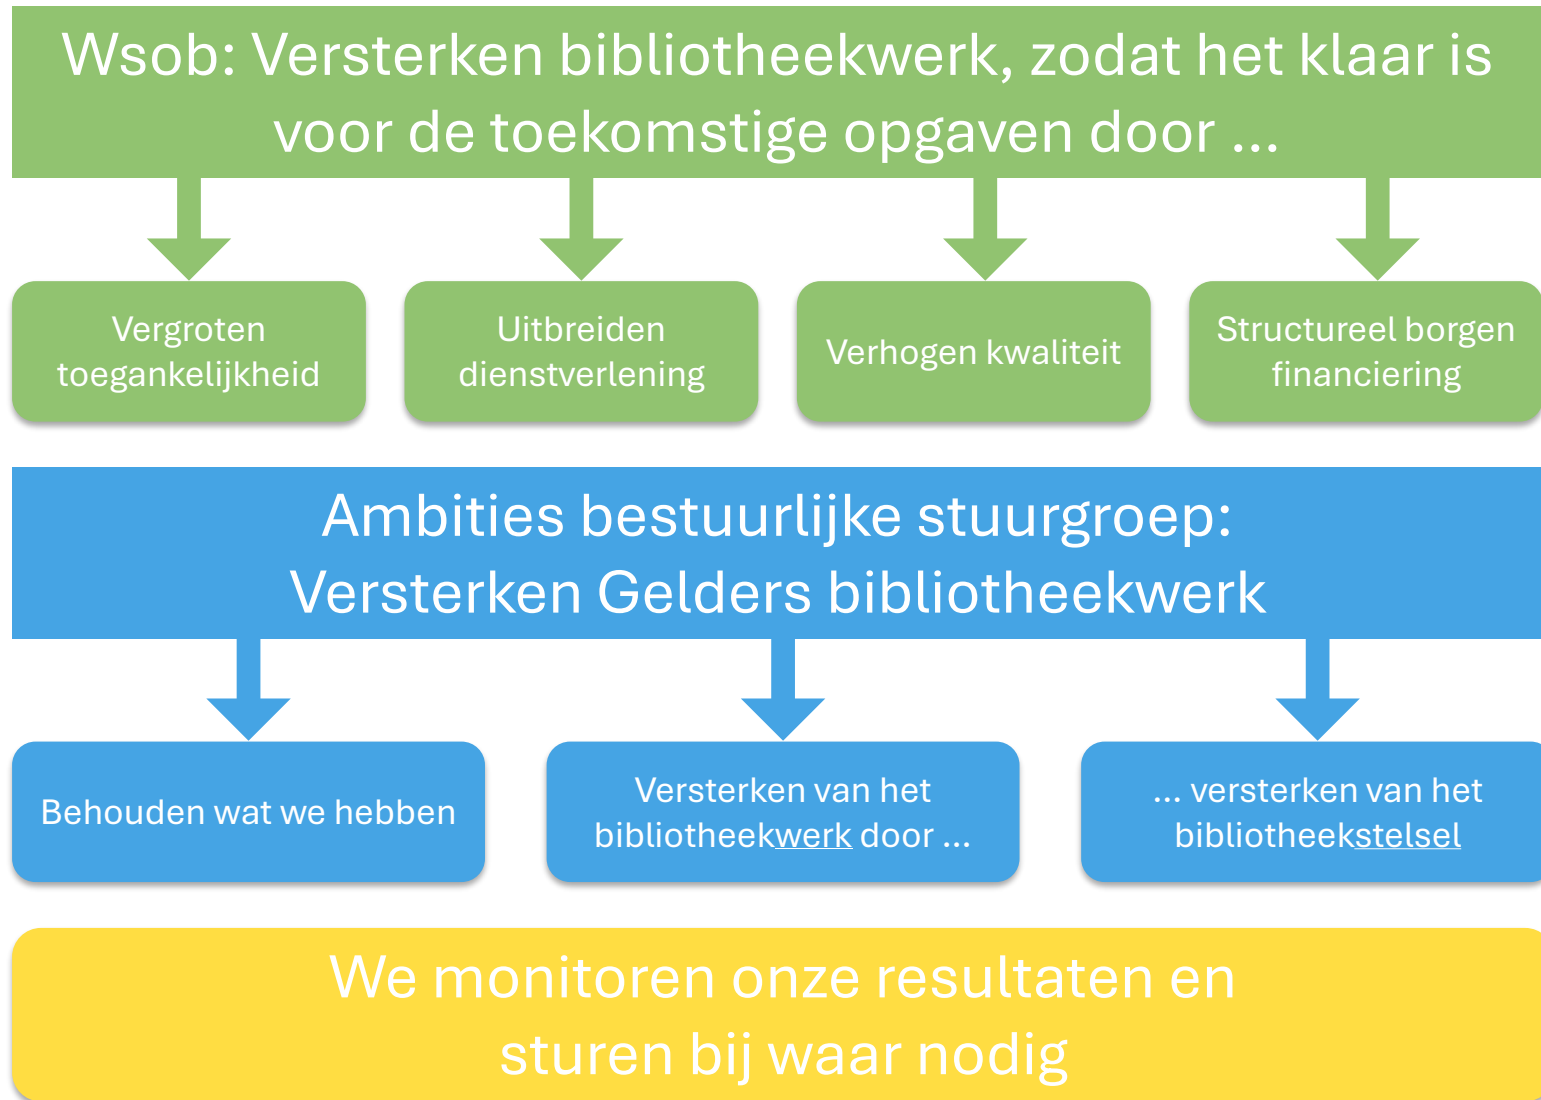 Wsob: Versterken bibliotheekwerk, zodat het klaar is
voor de toekomstige opgaven door ...
Vergroten
toegankelijkheid
Uitbreiden
dienstverlening
Verhogen kwaliteit
Structureel borgen
financiering
Ambities bestuurlijke stuurgroep:
Versterken Gelders bibliotheekwerk
Behouden wat we hebben
Versterken van het
bibliotheekwerk door ...
... versterken van het
bibliotheekstelsel
We monitoren onze resultaten en
sturen bij waar nodig